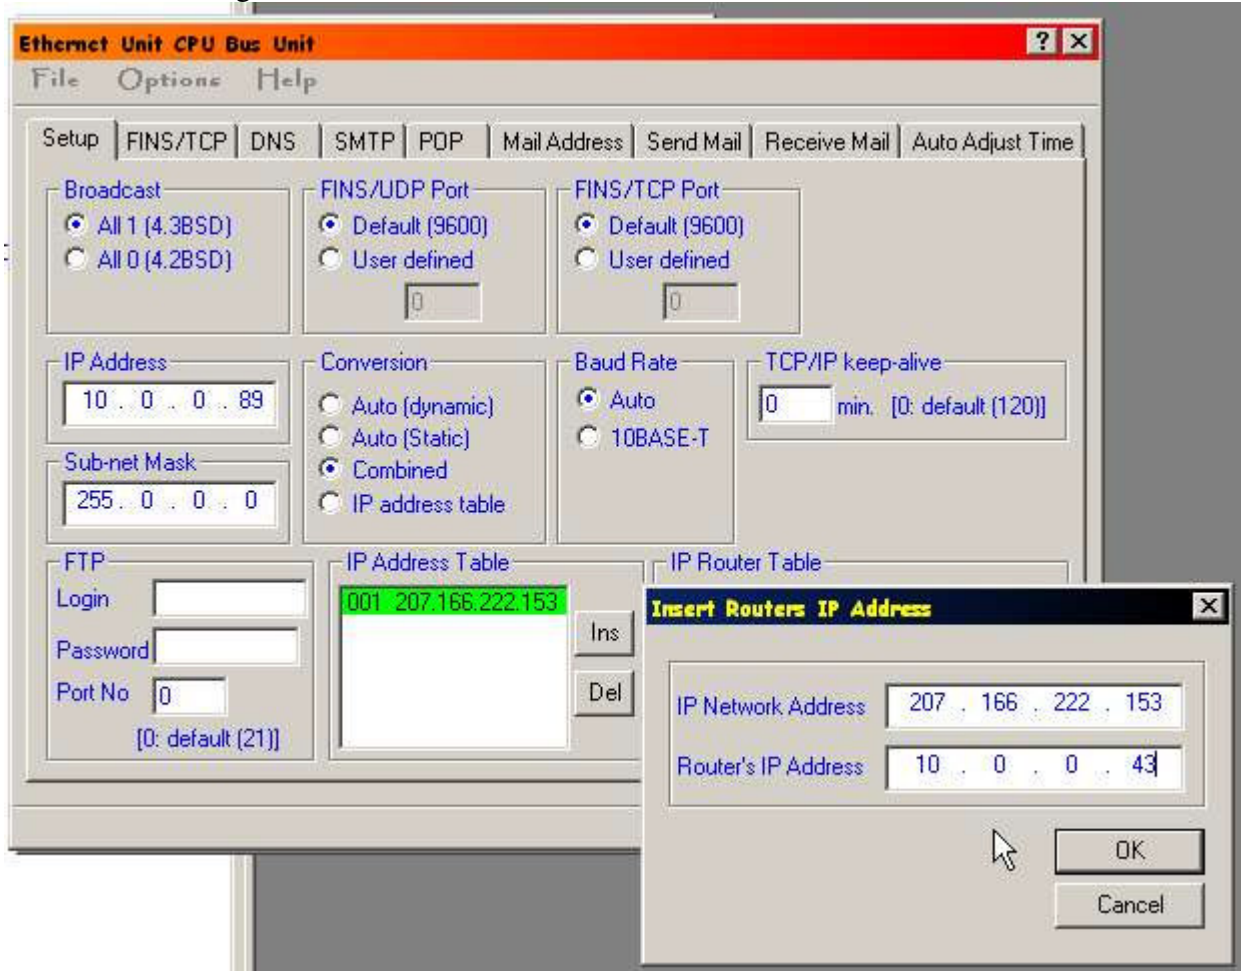 Ethernet Unit CPU Bus Unit
File Options Help
Setup FINS/TCP DNS SMTP POP Mail Address Send Mail Receive Mail Auto Adjust Time
Broadcast
All 1 (4.3BSD)
All 0 (4.2BSD)
FINS/UDP Port
Default (9600)
User defined
0
FINS/TCP Port
Default (9600)
User defined
0
IP Address
10 . 0 . 0 . 89
Sub-net Mask
255 . 0 . 0 . 0
Conversion
Auto (dynamic)
Auto (Static)
Combined
IP address table
Baud Rate
Auto
10BASE-T
TCP/IP keep-alive
0 min. [0: default (120)]
FTP
Login
Password
Port No 0
[0: default (21)]
IP Address Table
001 207.166.222.153
Ins
Del
IP Router Table
Insert Routers IP Address
IP Network Address 207 . 166 . 222 . 153
Router's IP Address 10 . 0 . 0 . 43
OK
Cancel